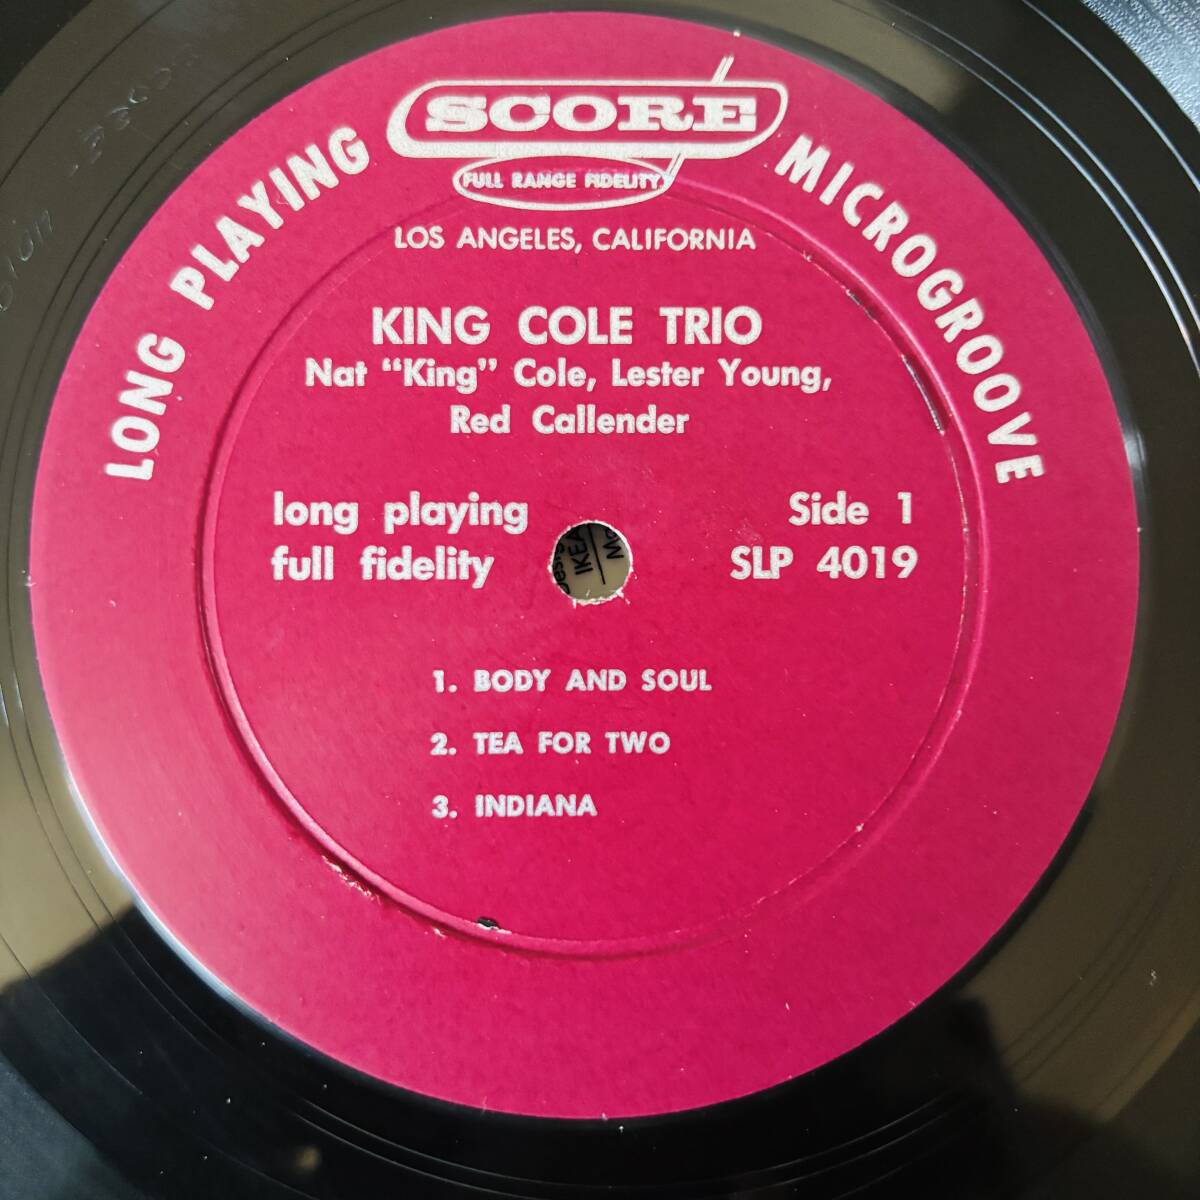 SCORE
FULL RANGE FIDELITY
LONG PLAYING MICROGROOVE
LOS ANGELES, CALIFORNIA
KING COLE TRIO
Nat “King” Cole, Lester Young,
Red Callender
long playing
full fidelity
Side 1
SLP 4019
IKEA
1. BODY AND SOUL
2. TEA FOR TWO
3. INDIANA